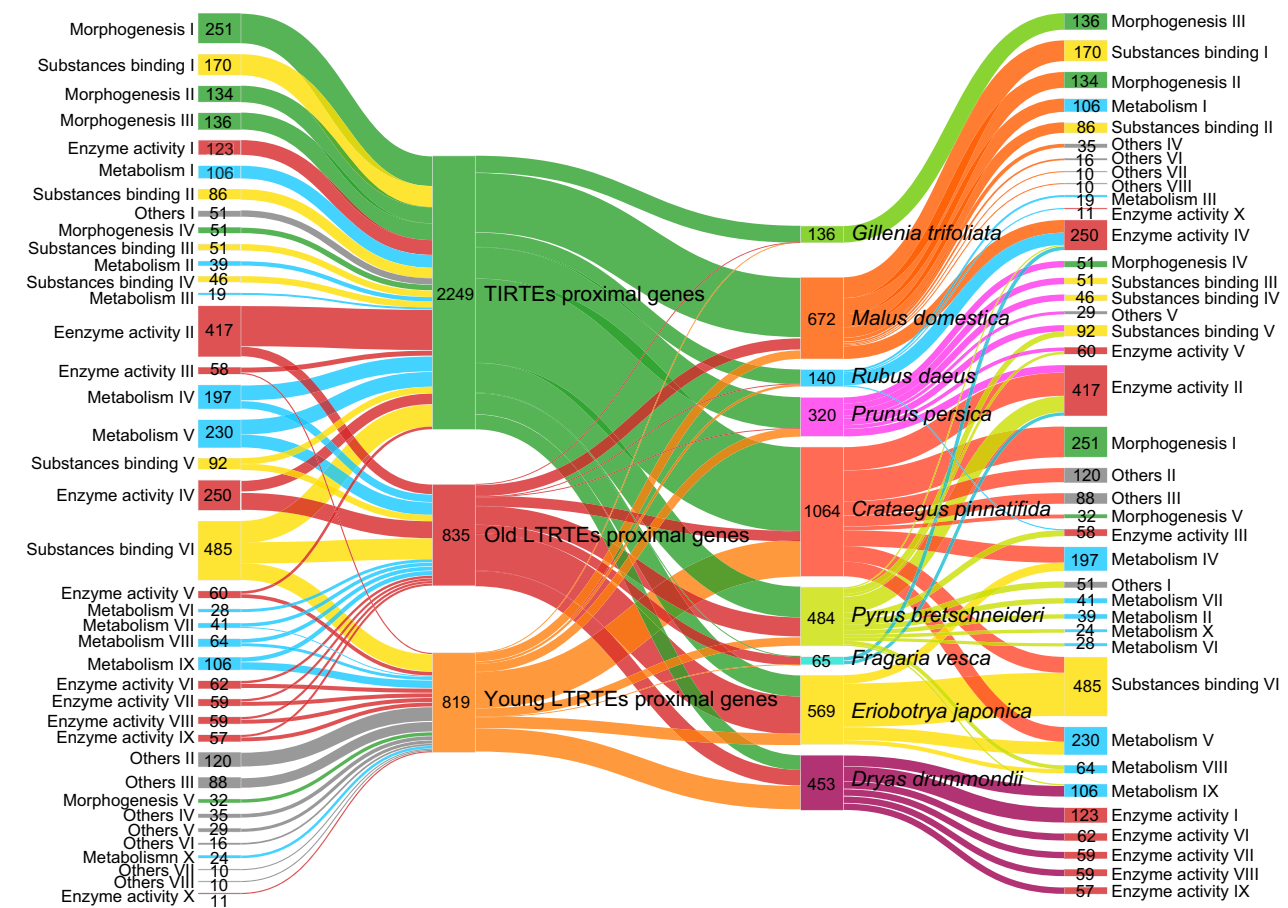 Morphogenesis I 251
Substances binding I 170
Morphogenesis II 134
Morphogenesis III 136
Enzyme activity I 123
Metabolism I 106
Substances binding II 86
Others I 51
Morphogenesis IV 51
Substances binding III 51
Metabolism II 39
Substances binding IV 46
Metabolism III 19
Eenzyme activity II 417
Enzyme activity III 58
Metabolism IV 197
Metabolism V 230
Substances binding V 92
Enzyme activity IV 250
Substances binding VI 485
Enzyme activity V 60
Metabolism VI 28
Metabolism VII 41
Metabolism VIII 64
Metabolism IX 106
Enzyme activity VI 62
Enzyme activity VII 59
Enzyme activity VIII 59
Enzyme activity IX 57
Others II 120
Others III 88
Morphogenesis V 32
Others IV 35
Others V 29
Others VI 16
Metabolismn X 24
Others VII 10
Others VIII 10
Enzyme activity X 11
2249 TIRTEs proximal genes
835 Old LTRTEs proximal genes
819 Young LTRTEs proximal genes
136 Gillenia trifoliata
672 Malus domestica
140 Rubus daeus
320 Prunus persica
1064 Crataegus pinnatifida
484 Pyrus bretschneideri
65 Fragaria vesca
569 Eriobotrya japonica
453 Dryas drummondii
136 Morphogenesis III
170 Substances binding I
134 Morphogenesis II
106 Metabolism I
86 Substances binding II
35 Others IV
16 Others VI
10 Others VII
10 Others VIII
19 Metabolism III
11 Enzyme activity X
250 Enzyme activity IV
51 Morphogenesis IV
51 Substances binding III
46 Substances binding IV
29 Others V
92 Substances binding V
60 Enzyme activity V
417 Enzyme activity II
251 Morphogenesis I
120 Others II
88 Others III
32 Morphogenesis V
58 Enzyme activity III
197 Metabolism IV
51 Others I
41 Metabolism VII
39 Metabolism II
24 Metabolism X
28 Metabolism VI
485 Substances binding VI
230 Metabolism V
64 Metabolism VIII
106 Metabolism IX
123 Enzyme activity I
62 Enzyme activity VI
59 Enzyme activity VII
59 Enzyme activity VIII
57 Enzyme activity IX